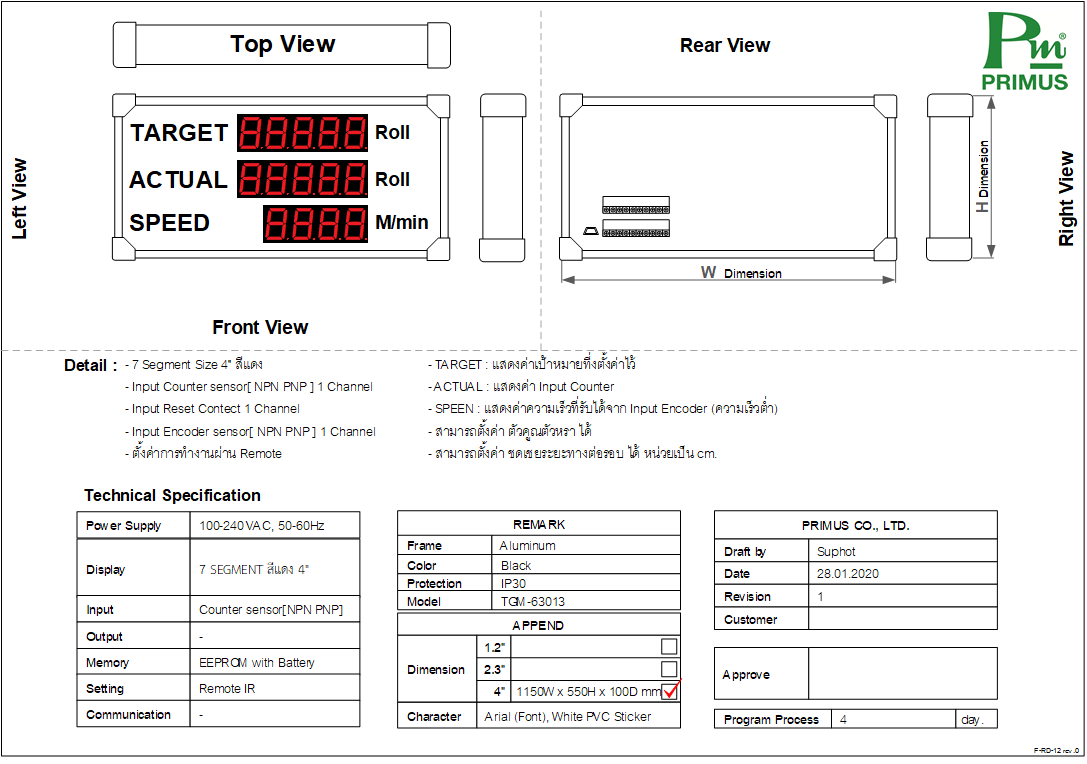 Top View
Rear View
Pm®
PRIMUS
TARGET 88888 Roll
ACTUAL 88888 Roll
SPEED 8.8.8.8 M/min
Left View
H Dimension
Right View
W Dimension
Front View
Detail :
- 7 Segment Size 4" สีแดง
- Input Counter sensor[ NPN PNP ] 1 Channel
- Input Reset Contect 1 Channel
- Input Encoder sensor[ NPN PNP ] 1 Channel
- ตั้งค่าการทำงานผ่าน Remote
- TARGET : แสดงค่าเป้าหมายที่งตั้งค่าไว้
- ACTUAL : แสดงค่า Input Counter
- SPEEN : แสดงค่าความเร็วที่รับได้จาก Input Encoder (ความเร็วต่ำ)
- สามารถตั้งค่า ตัวคูณตัวหรา ได้
- สามารถตั้งค่า ชดเชยระยะทางต่อรอบ ได้ หน่วยเป็น cm.
Technical Specification
Power Supply 100-240VAC, 50-60Hz
Display 7 SEGMENT สีแดง 4"
Input Counter sensor[NPN PNP]
Output -
Memory EEPROM with Battery
Setting Remote IR
Communication -
REMARK
Frame Aluminum
Color Black
Protection IP30
Model TGM-63013
APPEND
Dimension
1.2"
2.3"
4" 1150W x 550H x 100D mm
Character Arial (Font), White PVC Sticker
PRIMUS CO., LTD.
Draft by Suphot
Date 28.01.2020
Revision 1
Customer
Approve
Program Process 4 day.
F-RD-12 rev .0